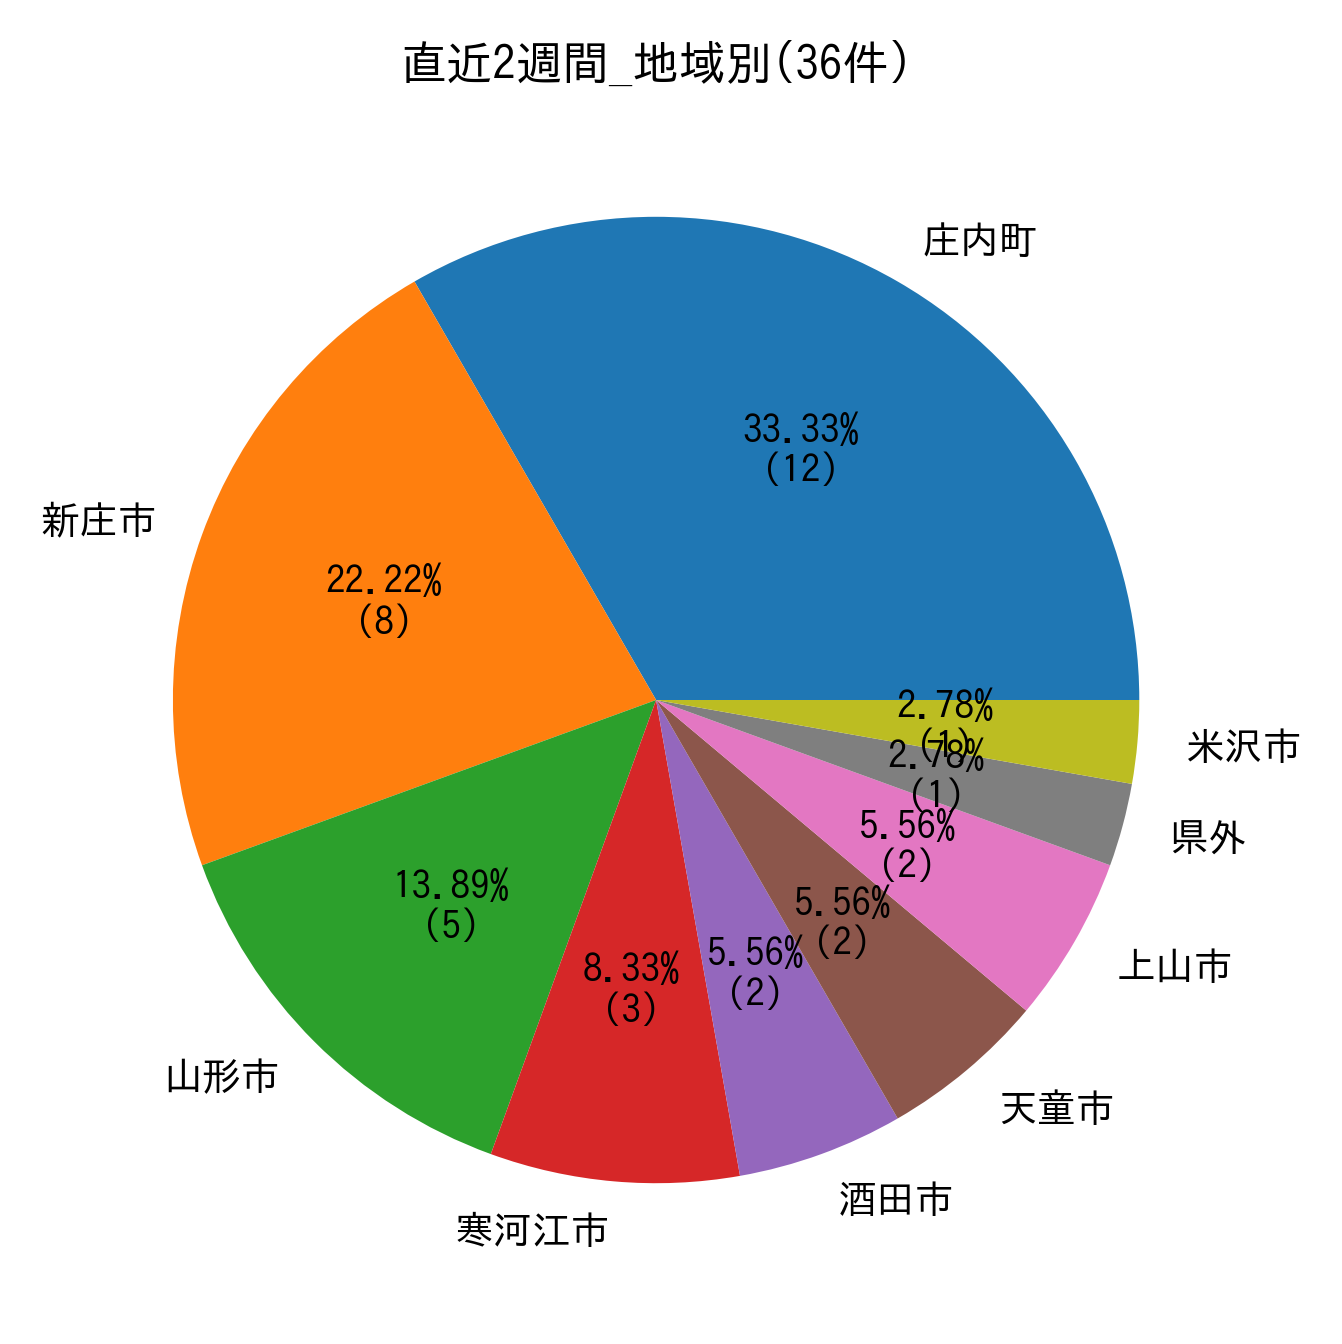 直近2週間_地域別(36件)
庄内町
33.33%
(12)
新庄市
22.22%
(8)
山形市
13.89%
(5)
寒河江市
8.33%
(3)
酒田市
5.56%
(2)
天童市
5.56%
(2)
上山市
5.56%
(2)
県外
2.78%
(1)
米沢市
2.78%
(1)